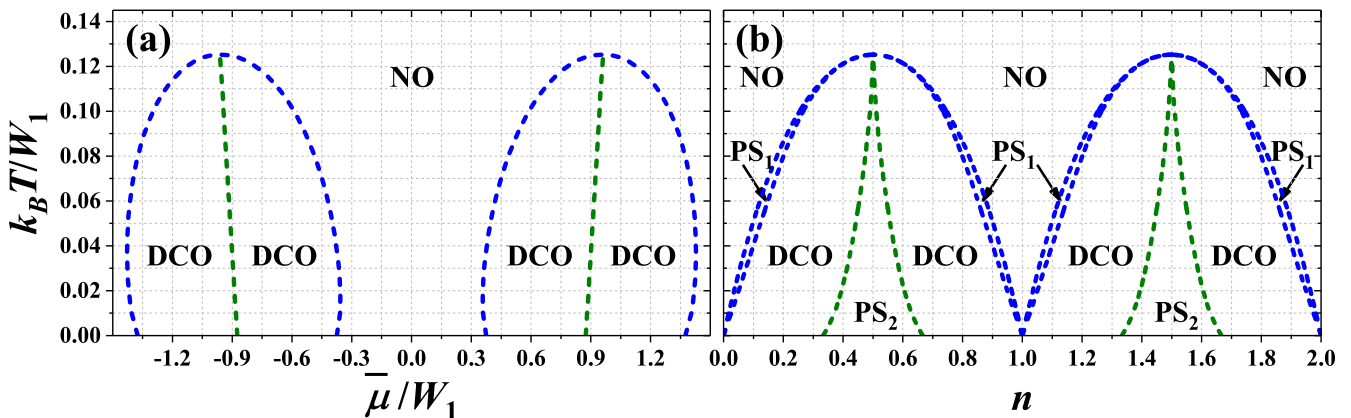 (a)
(b)
0.14
0.12
0.10
0.08
0.06
0.04
0.02
0.00
k_B T/W_1
NO
DCO DCO DCO DCO
-1.2 -0.9 -0.6 -0.3 0.0 0.3 0.6 0.9 1.2
μ̄/W_1
NO NO NO
PS_1 PS_1 PS_1
DCO DCO DCO DCO
PS_2 PS_2
0.0 0.2 0.4 0.6 0.8 1.0 1.2 1.4 1.6 1.8 2.0
n